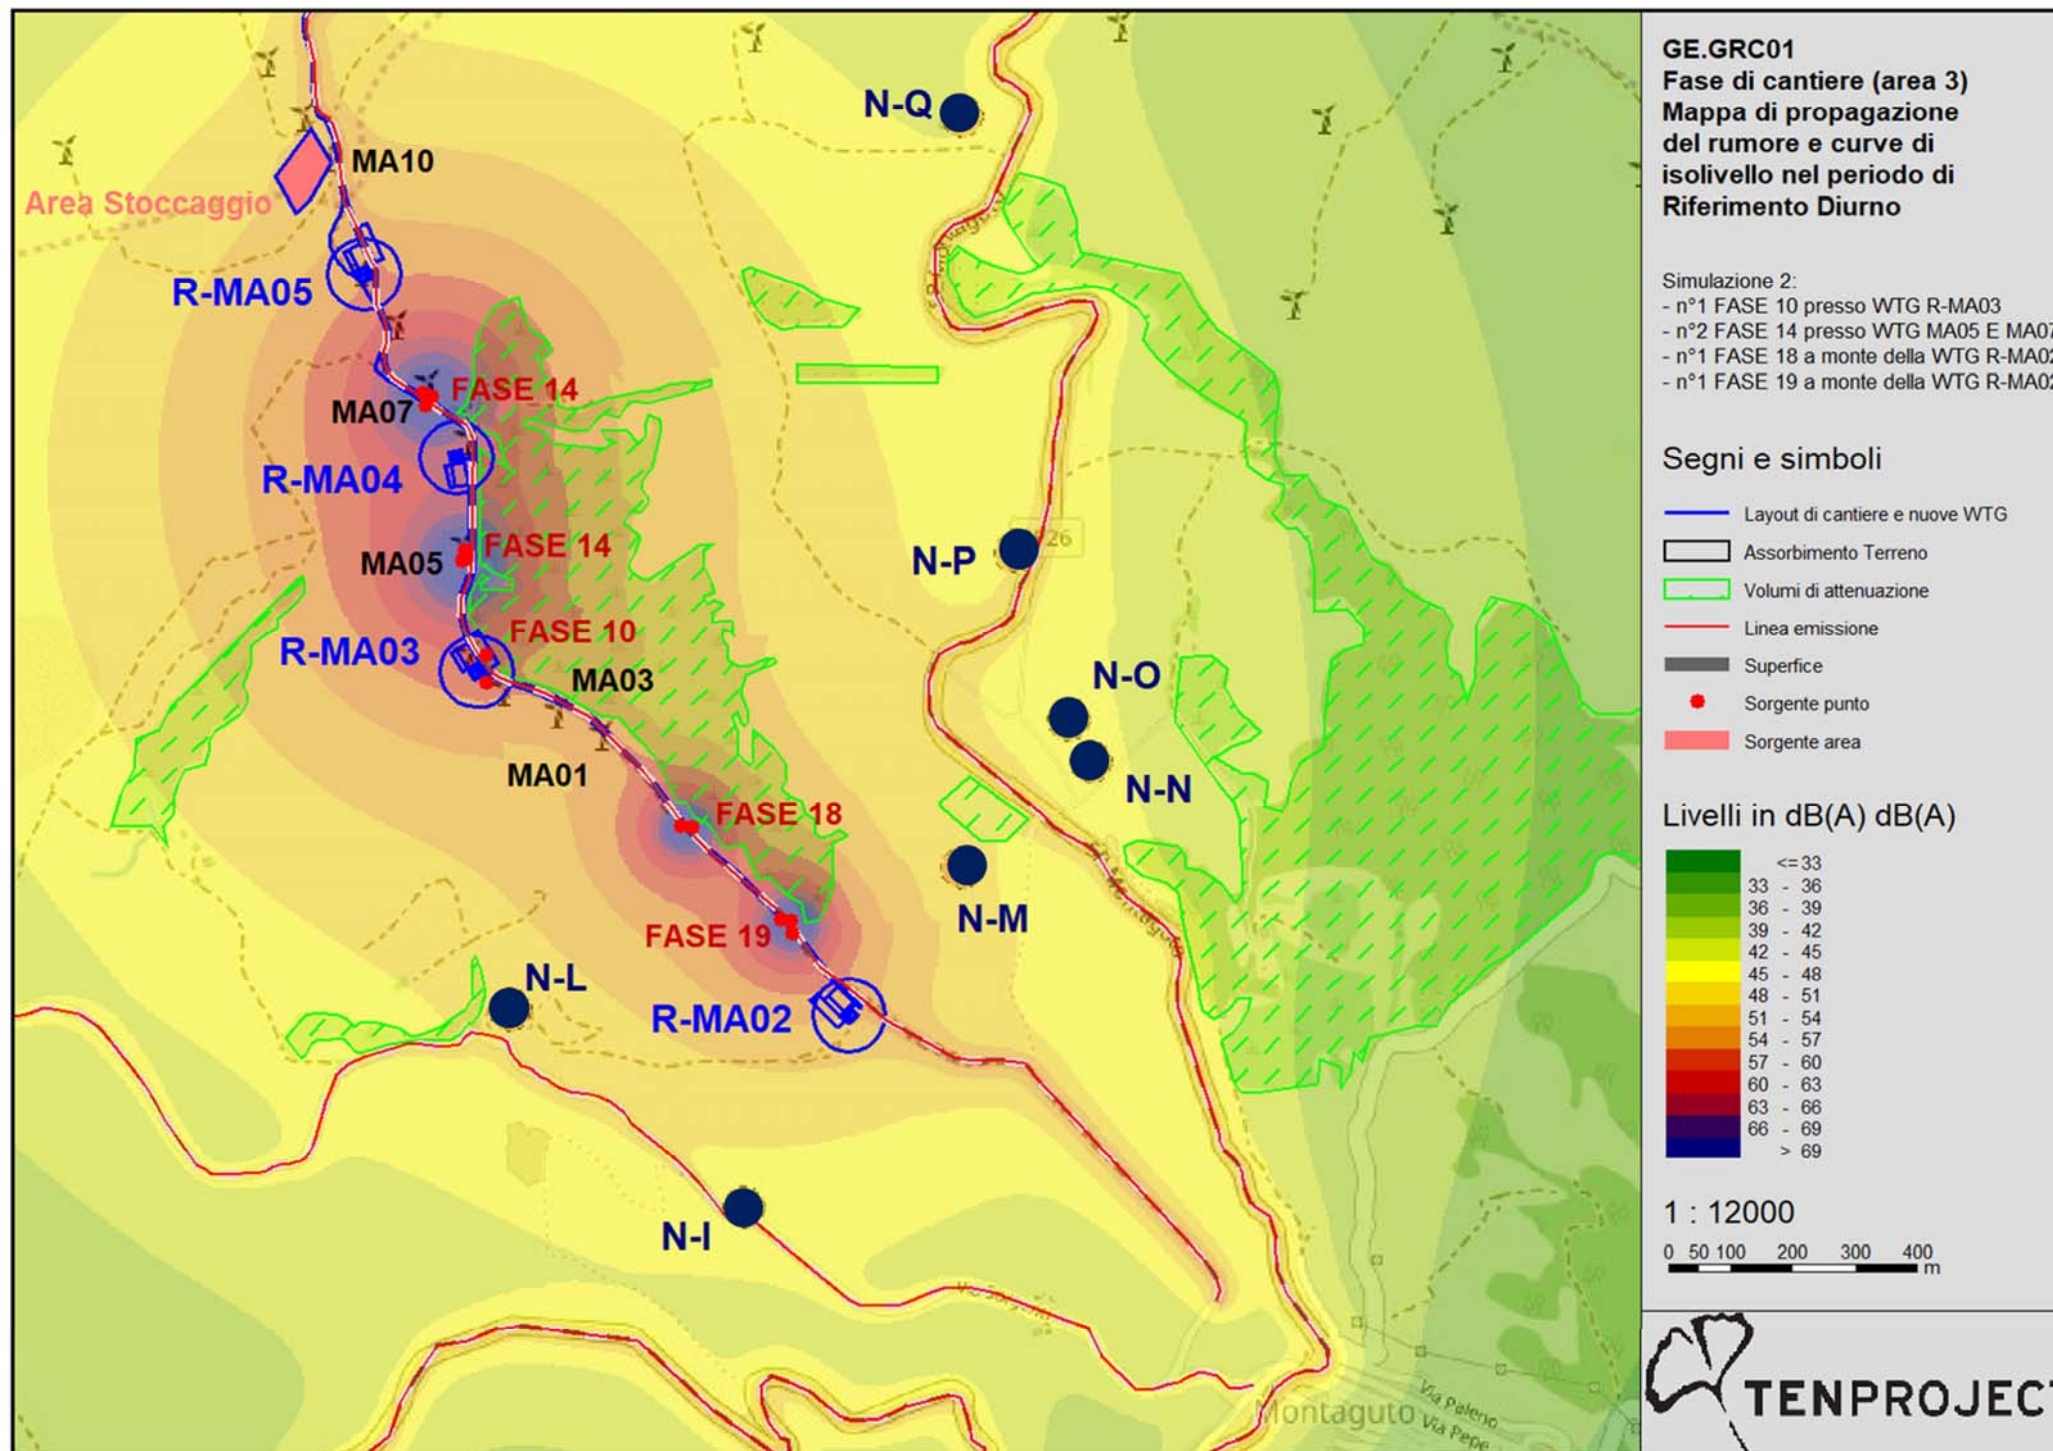 GE.GRC01
Fase di cantiere (area 3)
Mappa di propagazione
del rumore e curve di
isolivello nel periodo di
Riferimento Diurno
Simulazione 2:
- n°1 FASE 10 presso WTG R-MA03
- n°2 FASE 14 presso WTG MA05 E MA07
- n°1 FASE 18 a monte della WTG R-MA02
- n°1 FASE 19 a monte della WTG R-MA02
Segni e simboli
Layout di cantiere e nuove WTG
Assorbimento Terreno
Volumi di attenuazione
Linea emissione
Superfice
Sorgente punto
Sorgente area
Livelli in dB(A) dB(A)
<= 33
33 - 36
36 - 39
39 - 42
42 - 45
45 - 48
48 - 51
51 - 54
54 - 57
57 - 60
60 - 63
63 - 66
66 - 69
> 69
1 : 12000
0 50 100 200 300 400
m
TENPROJECT
N-Q
MA10
Area Stoccaggio
R-MA05
FASE 14
MA07
R-MA04
FASE 14
MA05
N-P
26
FASE 10
R-MA03
MA03
N-O
MA01
N-N
FASE 18
N-M
FASE 19
N-L
R-MA02
N-I
Montaguto
Via Palerio
Via Pepe